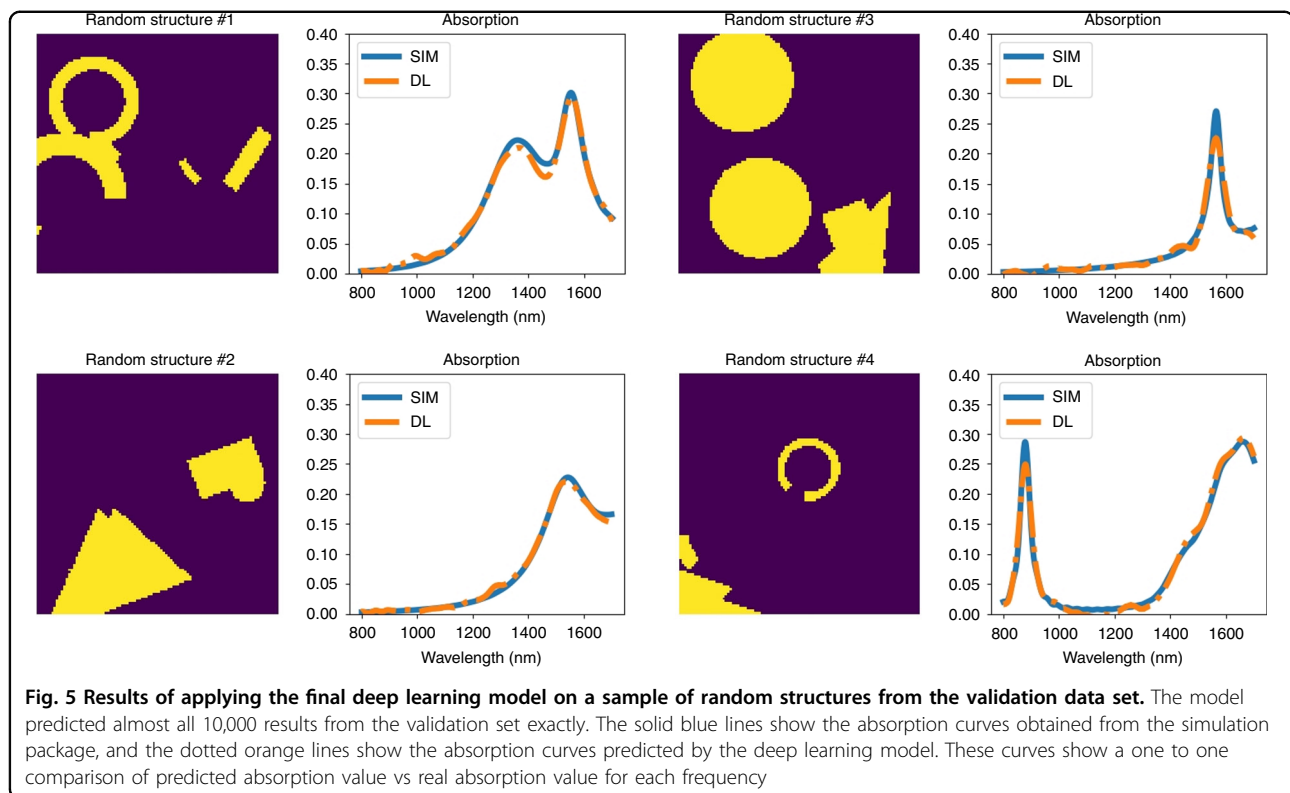 Random structure #1
Absorption
0.40
0.35
0.30
0.25
0.20
0.15
0.10
0.05
0.00
SIM
DL
800 1000 1200 1400 1600
Wavelength (nm)
Random structure #3
Absorption
0.40
0.35
0.30
0.25
0.20
0.15
0.10
0.05
0.00
SIM
DL
800 1000 1200 1400 1600
Wavelength (nm)
Random structure #2
Absorption
0.40
0.35
0.30
0.25
0.20
0.15
0.10
0.05
0.00
SIM
DL
800 1000 1200 1400 1600
Wavelength (nm)
Random structure #4
Absorption
0.40
0.35
0.30
0.25
0.20
0.15
0.10
0.05
0.00
SIM
DL
800 1000 1200 1400 1600
Wavelength (nm)
Fig. 5 Results of applying the final deep learning model on a sample of random structures from the validation data set. The model
predicted almost all 10,000 results from the validation set exactly. The solid blue lines show the absorption curves obtained from the simulation
package, and the dotted orange lines show the absorption curves predicted by the deep learning model. These curves show a one to one
comparison of predicted absorption value vs real absorption value for each frequency